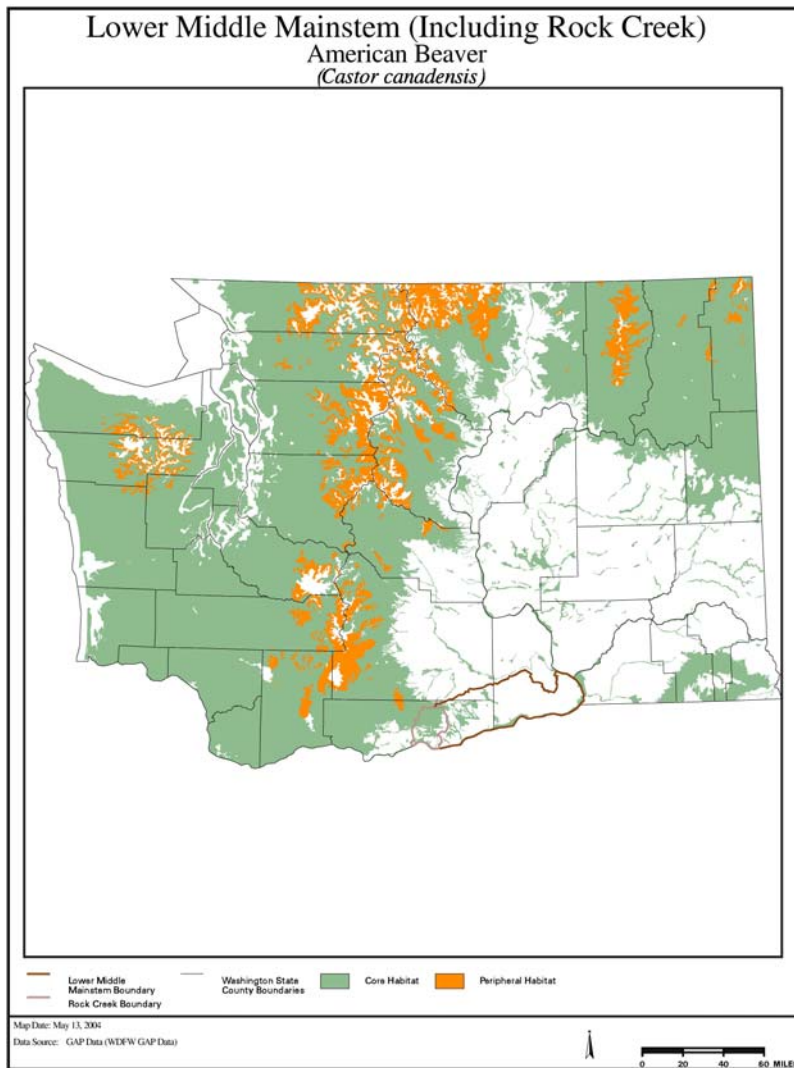 Lower Middle Mainstem (Including Rock Creek)
American Beaver
(Castor canadensis)
Lower Middle
Mainstem Boundary
Rock Creek Boundary
Washington State
County Boundaries
Core Habitat
Peripheral Habitat
Map Date: May 13, 2004
Data Source: GAP Data (WDFW GAP Data)
0 20 40 60 MILES